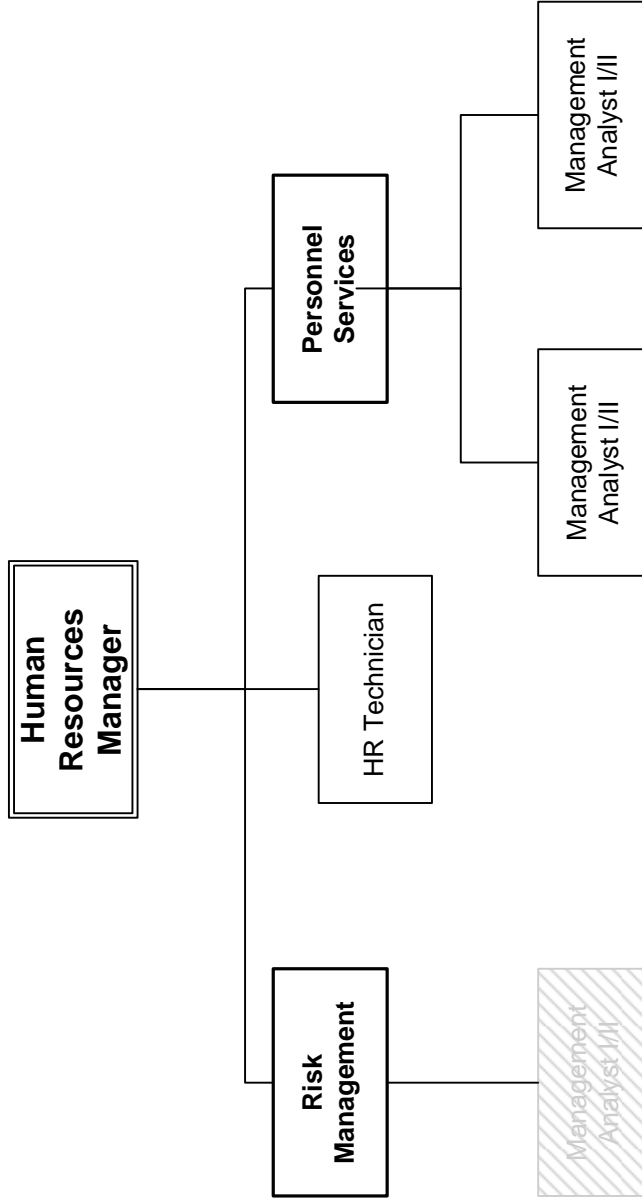 Human
Resources
Manager
Risk
Management
HR Technician
Personnel
Services
Management
Analyst I/II
Management
Analyst I/II
Management
Analyst I/II